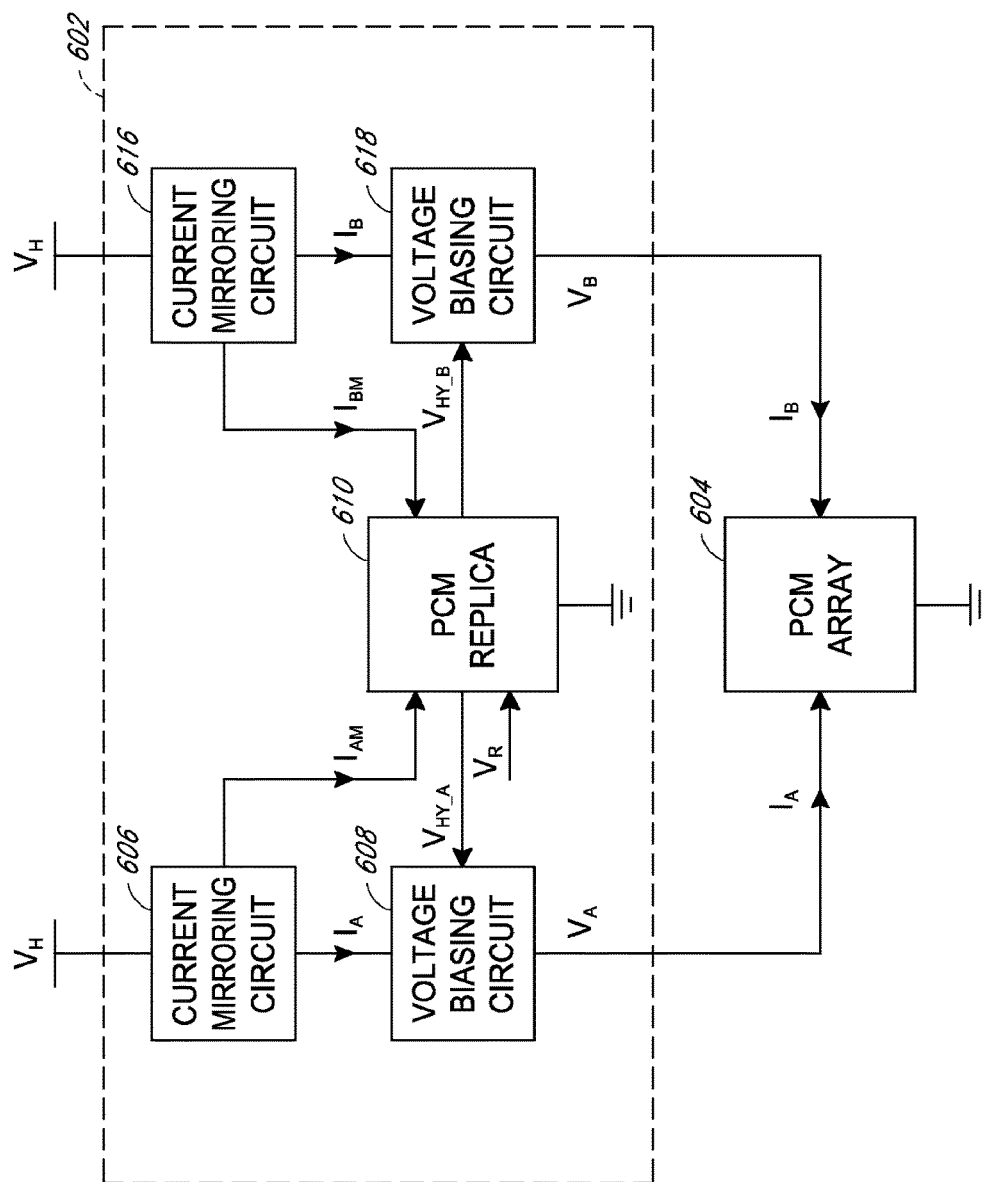 602
V_H
606
CURRENT
MIRRORING
CIRCUIT
I_AM
I_A
608
VOLTAGE
BIASING
CIRCUIT
V_HY_A
V_R
V_A
I_A
610
PCM
REPLICA
V_H
616
CURRENT
MIRRORING
CIRCUIT
I_BM
I_B
618
VOLTAGE
BIASING
CIRCUIT
V_HY_B
V_B
I_B
604
PCM
ARRAY